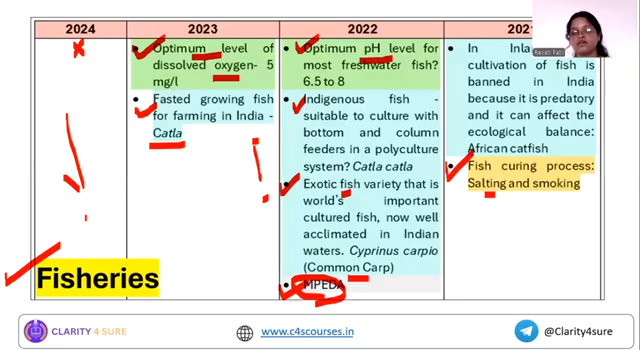 2024
2023
2022
2021
Optimum level of
dissolved oxygen- 5
mg/l
Fasted growing fish
for farming in India -
Catla
Optimum pH level for
most freshwater fish?
6.5 to 8
Indigenous fish -
suitable to culture with
bottom and column
feeders in a polyculture
system? Catla catla
Exotic fish variety that is
world's important
cultured fish, now well
acclimated in Indian
waters. Cyprinus carpio
(Common Carp)
MPEDA
In Inla
cultivation of fish is
banned in India
because it is predatory
and it can affect the
ecological balance:
African catfish
Fish curing process:
Salting and smoking
Fisheries
Revati Patil
CLARITY 4 SURE
www.c4scourses.in
@Clarity4sure